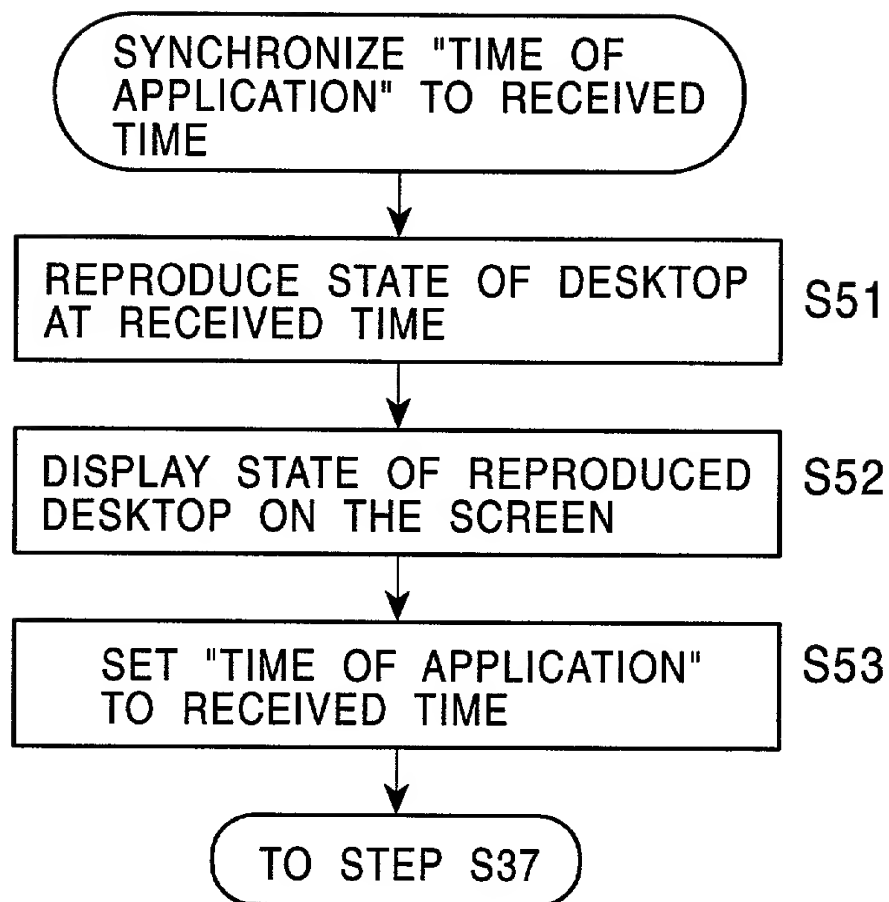 SYNCHRONIZE "TIME OF
APPLICATION" TO RECEIVED
TIME
REPRODUCE STATE OF DESKTOP
AT RECEIVED TIME
S51
DISPLAY STATE OF REPRODUCED
DESKTOP ON THE SCREEN
S52
SET "TIME OF APPLICATION"
TO RECEIVED TIME
S53
TO STEP S37